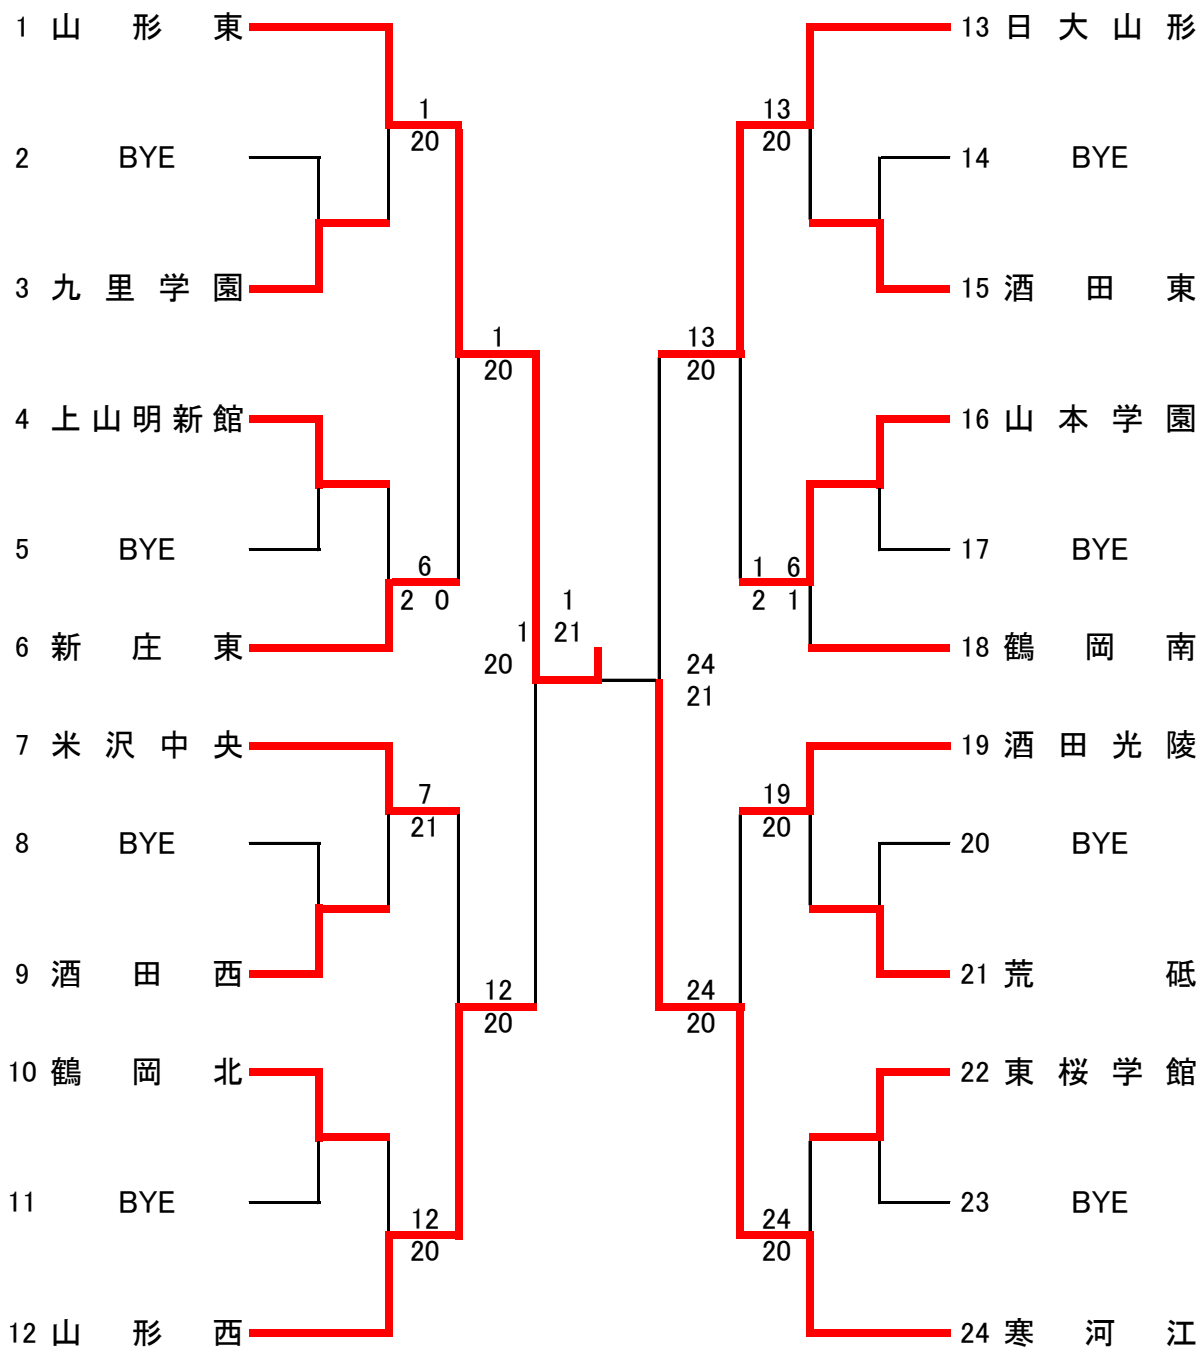 1 山形東
13 日大山形
1
20
13
20
2 BYE
14 BYE
3 九里学園
15 酒田東
1
20
13
20
4 上山明新館
16 山本学園
5 BYE
17 BYE
6
2 0
1 6
2 1
6 新庄東
18 鶴岡南
1
21
1
20
24
21
7 米沢中央
19 酒田光陵
7
21
19
20
8 BYE
20 BYE
9 酒田西
21 荒砥
12
20
24
20
10 鶴岡北
22 東桜学館
11 BYE
23 BYE
12
20
24
20
12 山形西
24 寒河江